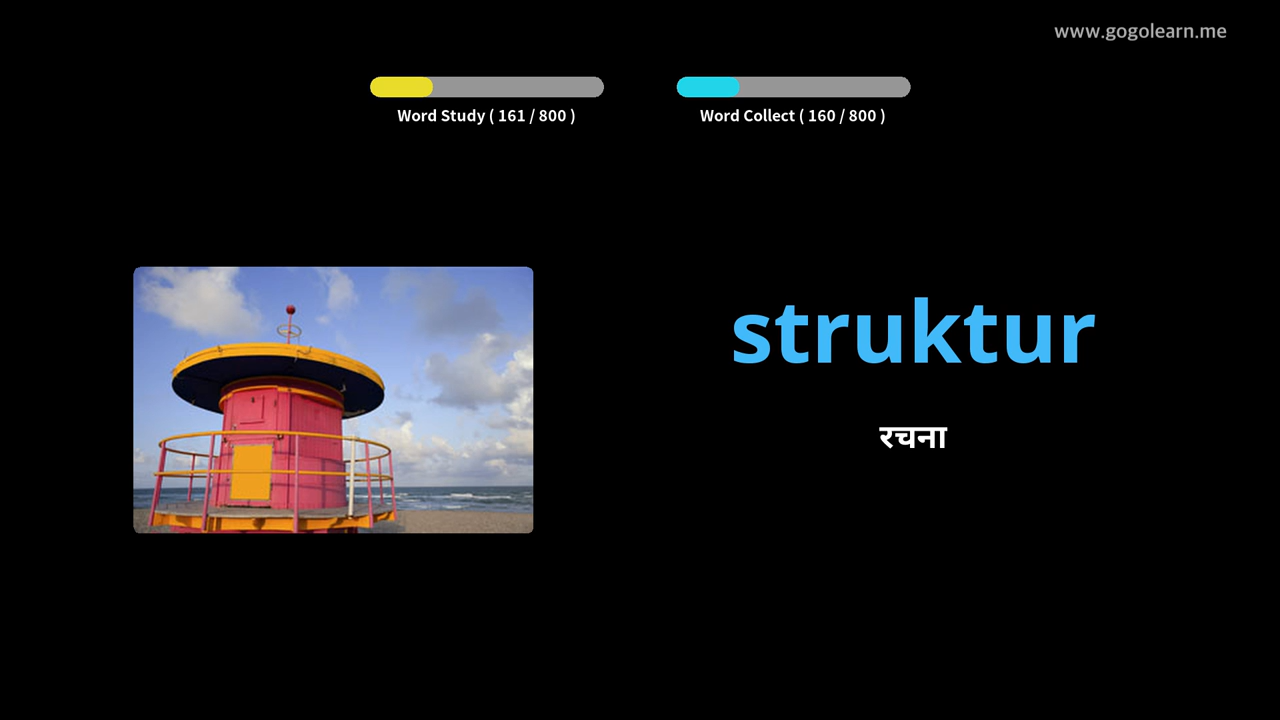 www.gogolearn.me
Word Study ( 161 / 800 )
Word Collect ( 160 / 800 )
struktur
रचना